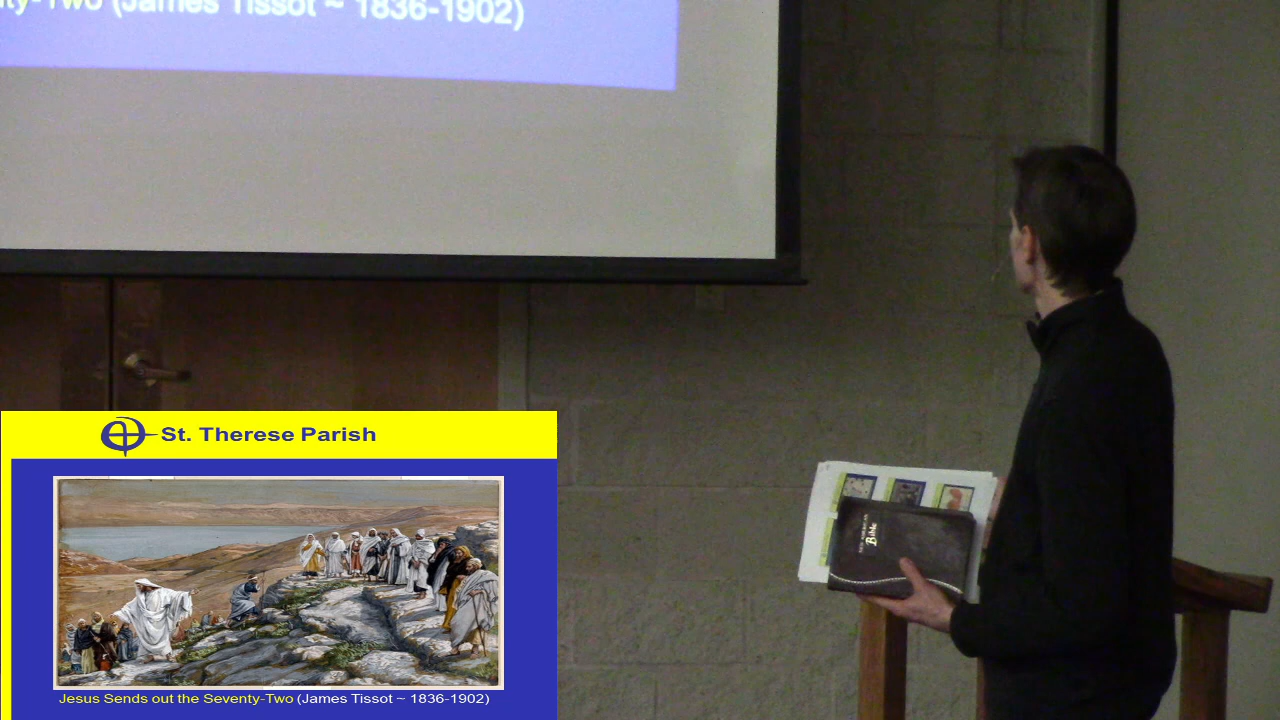 ty-Two (James Tissot ~ 1836-1902)
St. Therese Parish
Bible
Jesus Sends out the Seventy-Two (James Tissot ~ 1836-1902)